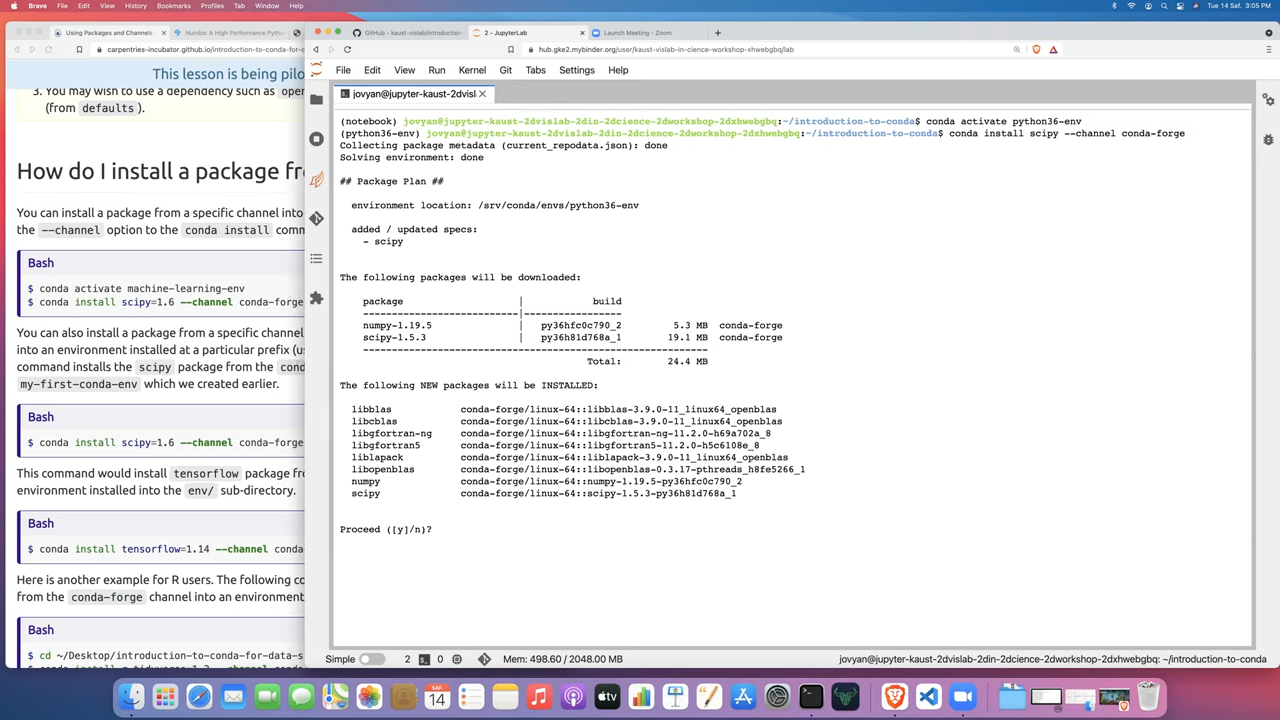 Brave File Edit View History Bookmarks Profiles Tab Window Help
Tue 14 Saf. 3:05 PM
Using Packages and Channels
Numba: A High Performance Pyth
carpentries-incubator.github.io/introduction-to-conda-for-
This lesson is being pilo
3. You may wish to use a dependency such as ope
(from defaults ).
How do I install a package fr
You can install a package from a specific channel into
the --channel option to the conda install comm
Bash
$ conda activate machine-learning-env
$ conda install scipy=1.6 --channel conda-forge
You can also install a package from a specific channel
into an environment installed at a particular prefix (us
command installs the scipy package from the cond
my-first-conda-env which we created earlier.
Bash
$ conda install scipy=1.6 --channel conda-forge
This command would install tensorflow package fro
environment installed into the env/ sub-directory.
Bash
$ conda install tensorflow=1.14 --channel conda
Here is another example for R users. The following co
from the conda-forge channel into an environment
Bash
$ cd ~/Desktop/introduction-to-conda-for-data-s
GitHub - kaust-vislab/introduction-
2 - JupyterLab
Launch Meeting - Zoom
hub.gke2.mybinder.org/user/kaust-vislab-in-cience-workshop-xhwebgbq/lab
File Edit View Run Kernel Git Tabs Settings Help
jovyan@jupyter-kaust-2dvisl
(notebook) jovyan@jupyter-kaust-2dvislab-2din-2dcience-2dworkshop-2dxhwebgbq:~/introduction-to-conda$ conda activate python36-env
(python36-env) jovyan@jupyter-kaust-2dvislab-2din-2dcience-2dworkshop-2dxhwebgbq:~/introduction-to-conda$ conda install scipy --channel conda-forge
Collecting package metadata (current_repodata.json): done
Solving environment: done
## Package Plan ##
environment location: /srv/conda/envs/python36-env
added / updated specs:
- scipy
The following packages will be downloaded:
package | build
---------------------------|-----------------
numpy-1.19.5 | py36hfc0c790_2 5.3 MB conda-forge
scipy-1.5.3 | py36h81d768a_1 19.1 MB conda-forge
------------------------------------------------------------
Total: 24.4 MB
The following NEW packages will be INSTALLED:
libblas conda-forge/linux-64::libblas-3.9.0-11_linux64_openblas
libcblas conda-forge/linux-64::libcblas-3.9.0-11_linux64_openblas
libgfortran-ng conda-forge/linux-64::libgfortran-ng-11.2.0-h69a702a_8
libgfortran5 conda-forge/linux-64::libgfortran5-11.2.0-h5c6108e_8
liblapack conda-forge/linux-64::liblapack-3.9.0-11_linux64_openblas
libopenblas conda-forge/linux-64::libopenblas-0.3.17-pthreads_h8fe5266_1
numpy conda-forge/linux-64::numpy-1.19.5-py36hfc0c790_2
scipy conda-forge/linux-64::scipy-1.5.3-py36h81d768a_1
Proceed ([y]/n)?
Simple 2 0 Mem: 498.60 / 2048.00 MB
jovyan@jupyter-kaust-2dvislab-2din-2dcience-2dworkshop-2dxhwebgbq: ~/introduction-to-conda